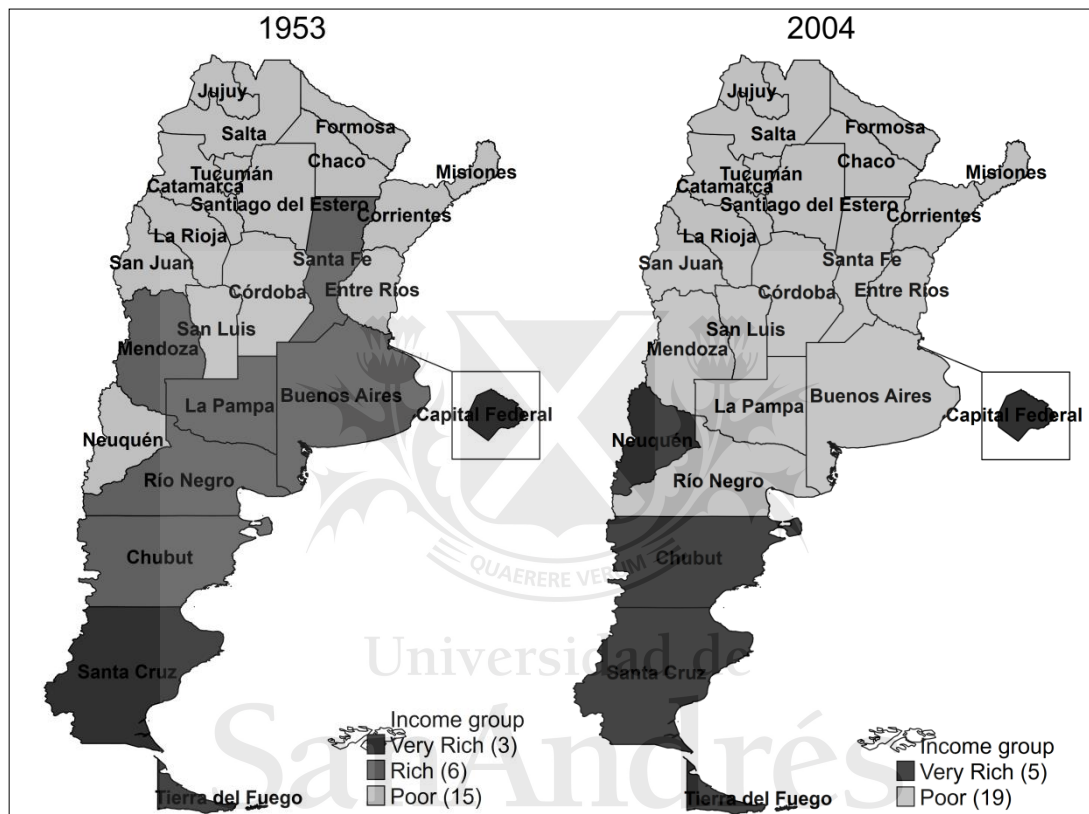 1953
Jujuy
Salta
Formosa
Chaco
Tucumán
Misiones
Catamarca
Santiago del Estero
Corrientes
La Rioja
San Juan
Santa Fe
Córdoba
Entre Ríos
San Luis
Mendoza
La Pampa
Buenos Aires
Capital Federal
Neuquén
Río Negro
Chubut
Santa Cruz
Tierra del Fuego
Income group
Very Rich (3)
Rich (6)
Poor (15)
2004
Jujuy
Salta
Formosa
Chaco
Tucumán
Misiones
Catamarca
Santiago del Estero
Corrientes
La Rioja
San Juan
Santa Fe
Córdoba
Entre Ríos
San Luis
Mendoza
La Pampa
Buenos Aires
Capital Federal
Neuquén
Río Negro
Chubut
Santa Cruz
Tierra del Fuego
Income group
Very Rich (5)
Poor (19)
QUAERERE VERUM
Universidad de
SanAndrés